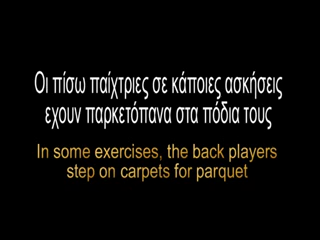 Οι πίσω παίχτριες σε κάποιες ασκήσεις
εχουν παρκετόπανα στα πόδια τους
In some exercises, the back players
step on carpets for parquet